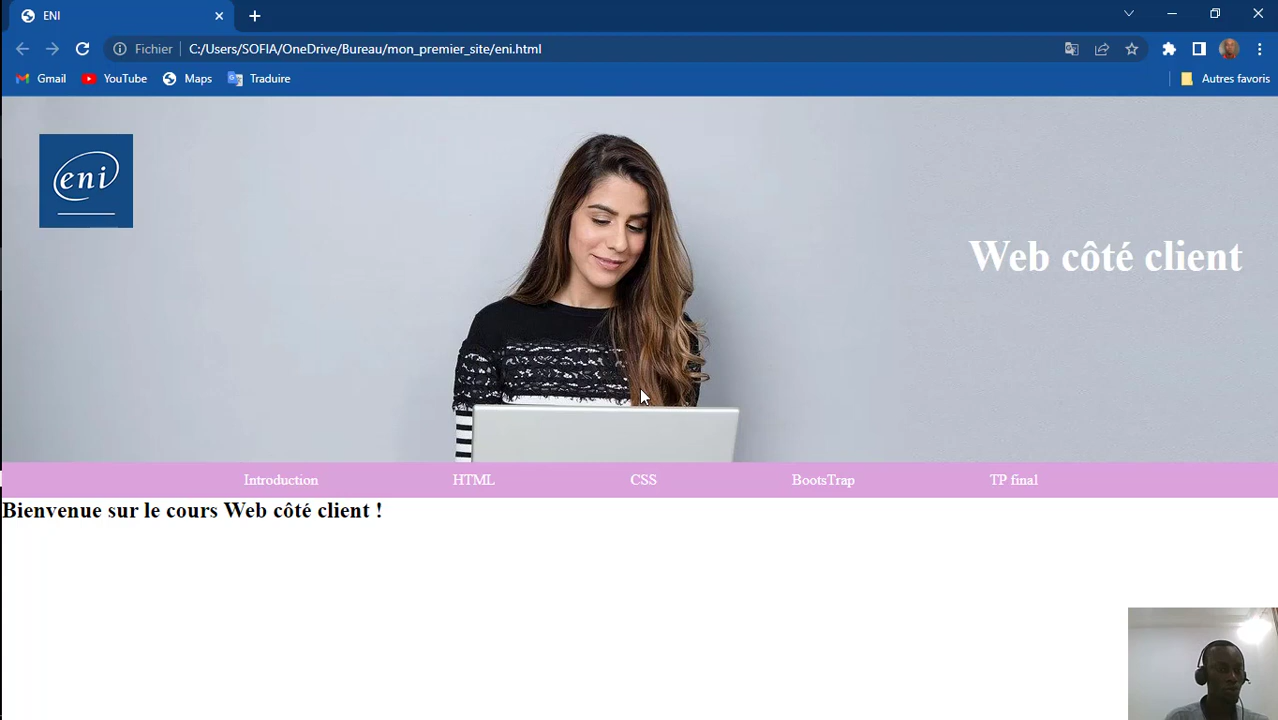 ENI
Fichier C:/Users/SOFIA/OneDrive/Bureau/mon_premier_site/eni.html
Gmail YouTube Maps Traduire Autres favoris
eni
Web côté client
Introduction HTML CSS BootsTrap TP final
Bienvenue sur le cours Web côté client !